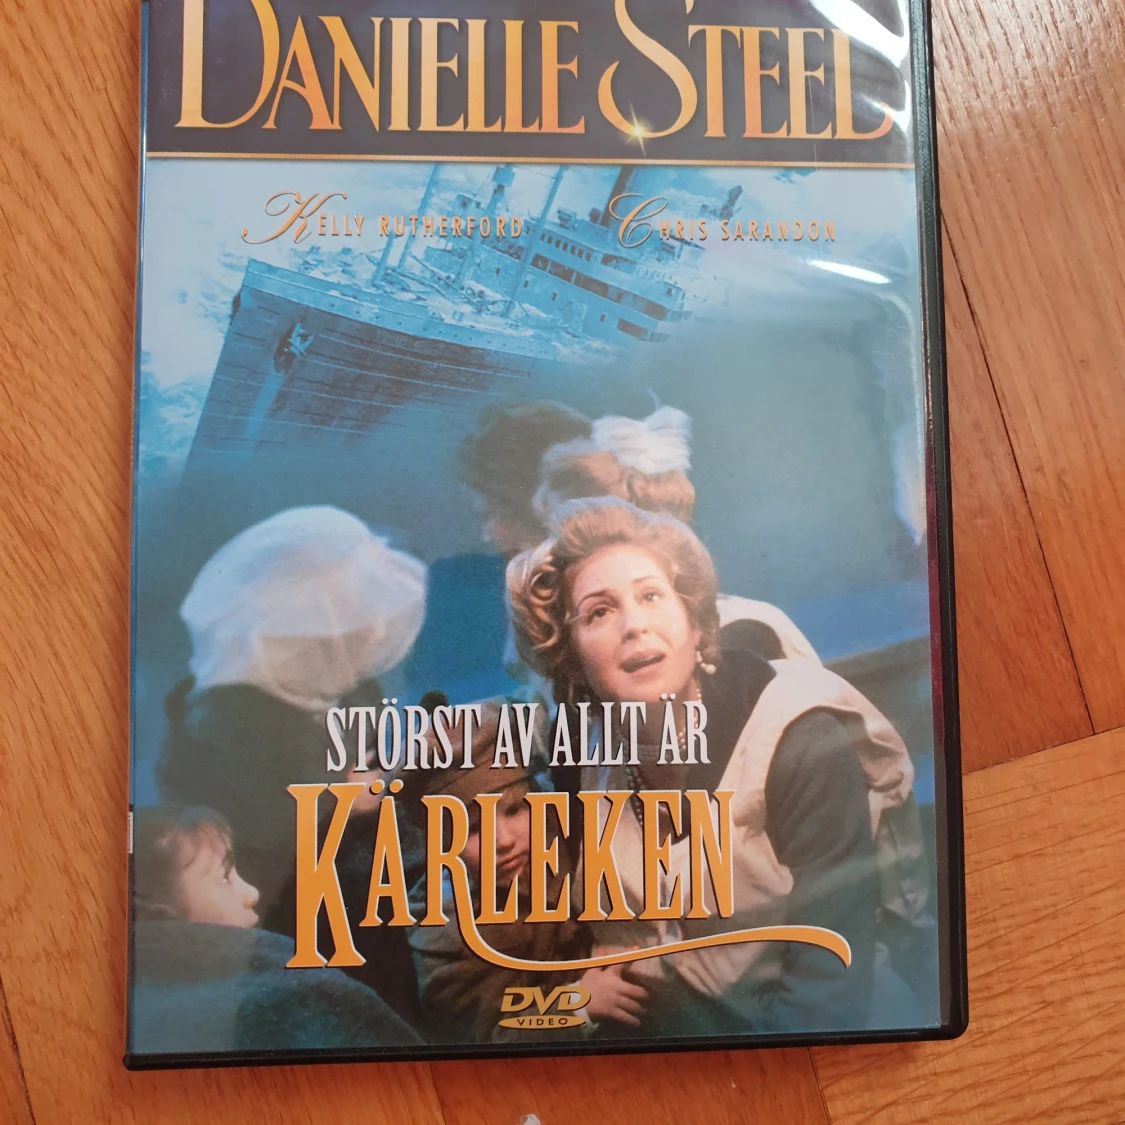 DANIELLE STEEL
KELLY RUTHERFORD CHRIS SARANDON
STÖRST AV ALLT ÄR
KÄRLEKEN
DVD
VIDEO